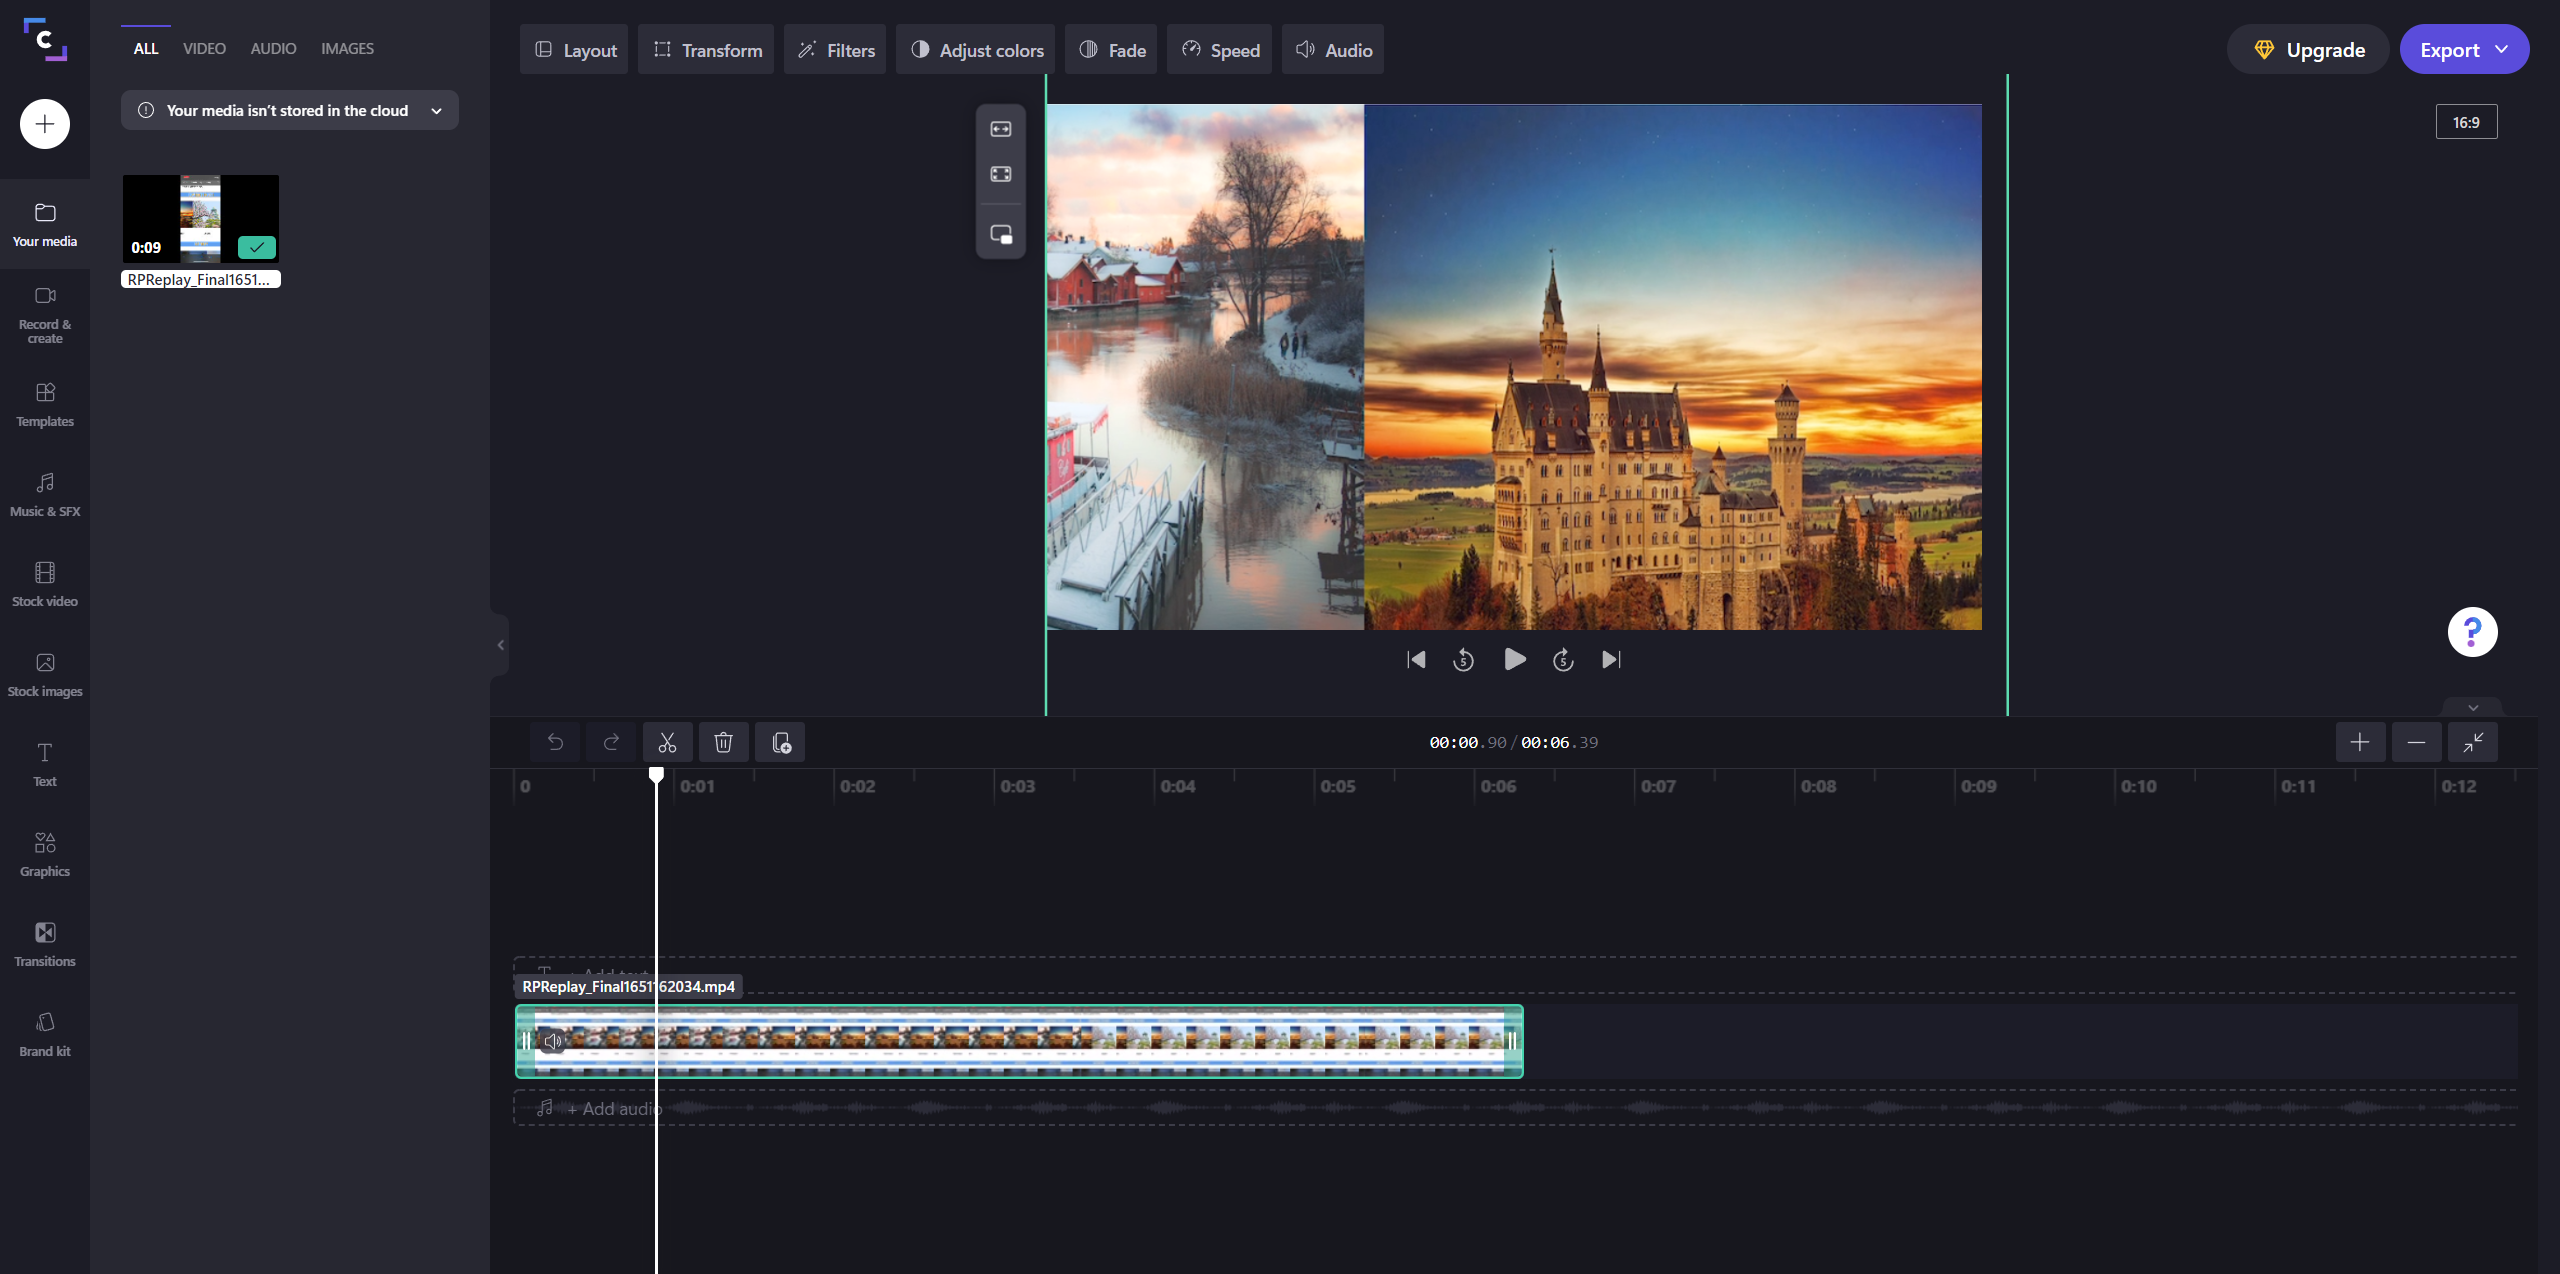 ALL VIDEO AUDIO IMAGES
Layout Transform Filters Adjust colors Fade Speed Audio
Upgrade Export
Your media isn't stored in the cloud
16:9
0:09
RPReplay_Final1651...
Your media
Record &
create
Templates
Music & SFX
Stock video
Stock images
Text
Graphics
Transitions
Brand kit
5 5
?
00:00.90 / 00:06.39
0 0:01 0:02 0:03 0:04 0:05 0:06 0:07 0:08 0:09 0:10 0:11 0:12
+ Add text
RPReplay_Final1651162034.mp4
+ Add audio